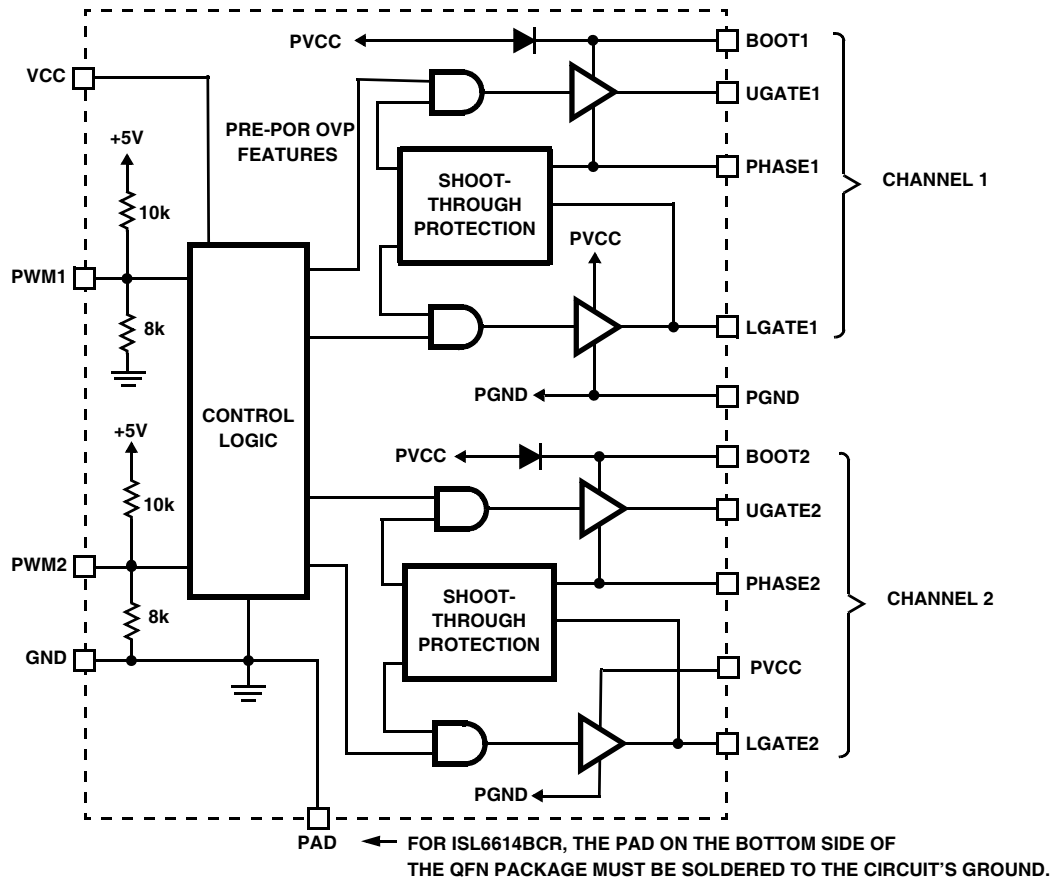 PVCC
BOOT1
VCC
UGATE1
+5V
PRE-POR OVP
FEATURES
PHASE1
SHOOT-
THROUGH
PROTECTION
CHANNEL 1
10k
PVCC
PWM1
8k
LGATE1
PGND
PGND
CONTROL
LOGIC
+5V
PVCC
BOOT2
10k
UGATE2
PWM2
PHASE2
SHOOT-
THROUGH
PROTECTION
CHANNEL 2
8k
GND
PVCC
LGATE2
PGND
PAD
FOR ISL6614BCR, THE PAD ON THE BOTTOM SIDE OF
THE QFN PACKAGE MUST BE SOLDERED TO THE CIRCUIT'S GROUND.